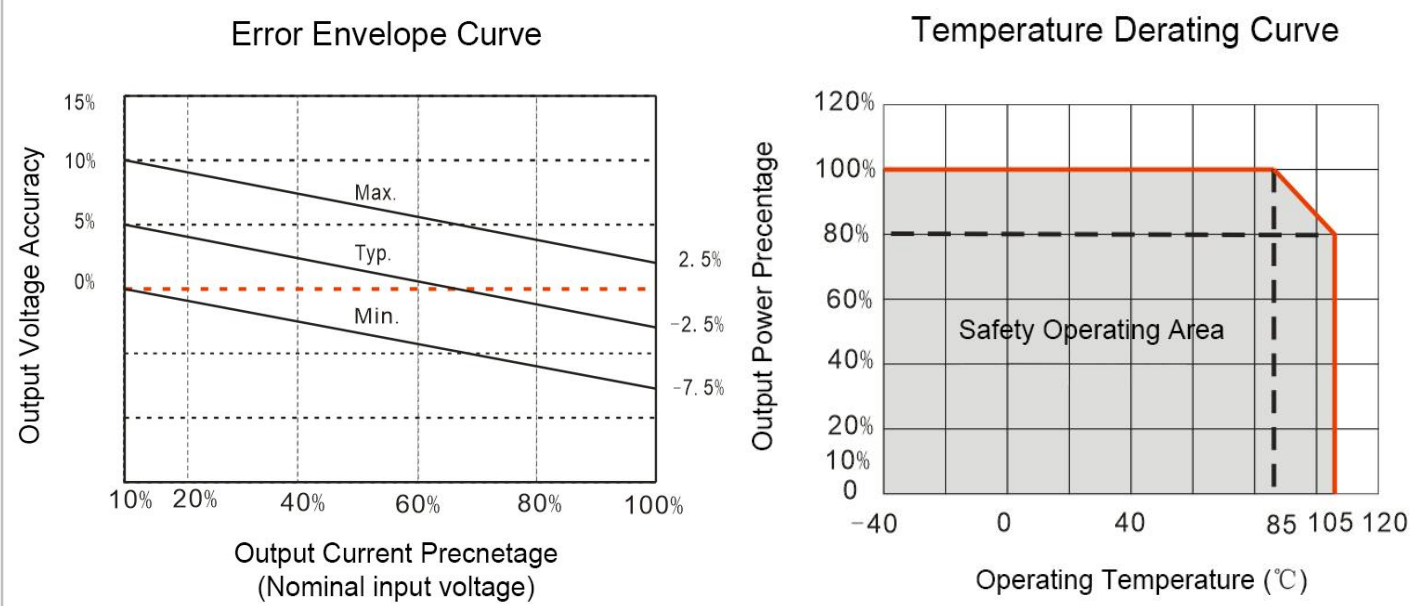 Error Envelope Curve
Output Voltage Accuracy
15%
10%
5%
0%
Max.
Typ.
Min.
2.5%
-2.5%
-7.5%
10% 20% 40% 60% 80% 100%
Output Current Precnetage
(Nominal input voltage)
Temperature Derating Curve
Output Power Precentage
120%
100%
80%
60%
40%
20%
10%
0
Safety Operating Area
-40 0 40 85 105 120
Operating Temperature (℃)